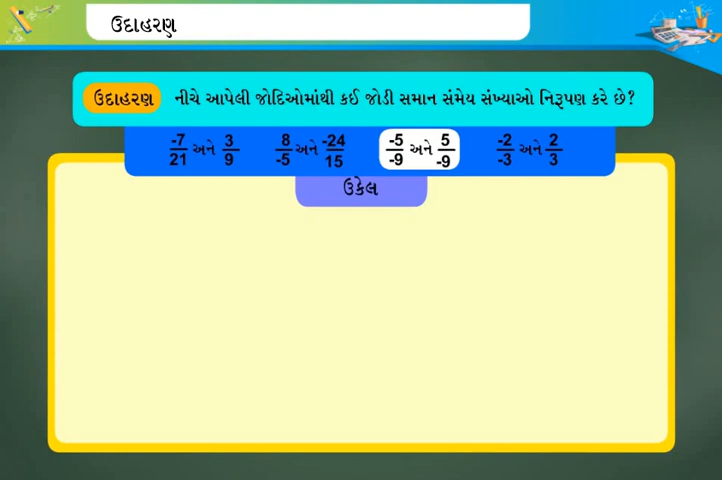 ઉદાહરણ
ઉદાહરણ નીચે આપેલી જોદિઓમાંથી કઈ જોડી સમાન સંમેય સંખ્યાઓ નિરૂપણ કરે છે?
-7/21 અને 3/9 8/-5 અને -24/15 -5/-9 અને 5/-9 -2/-3 અને 2/3
ઉકેલ